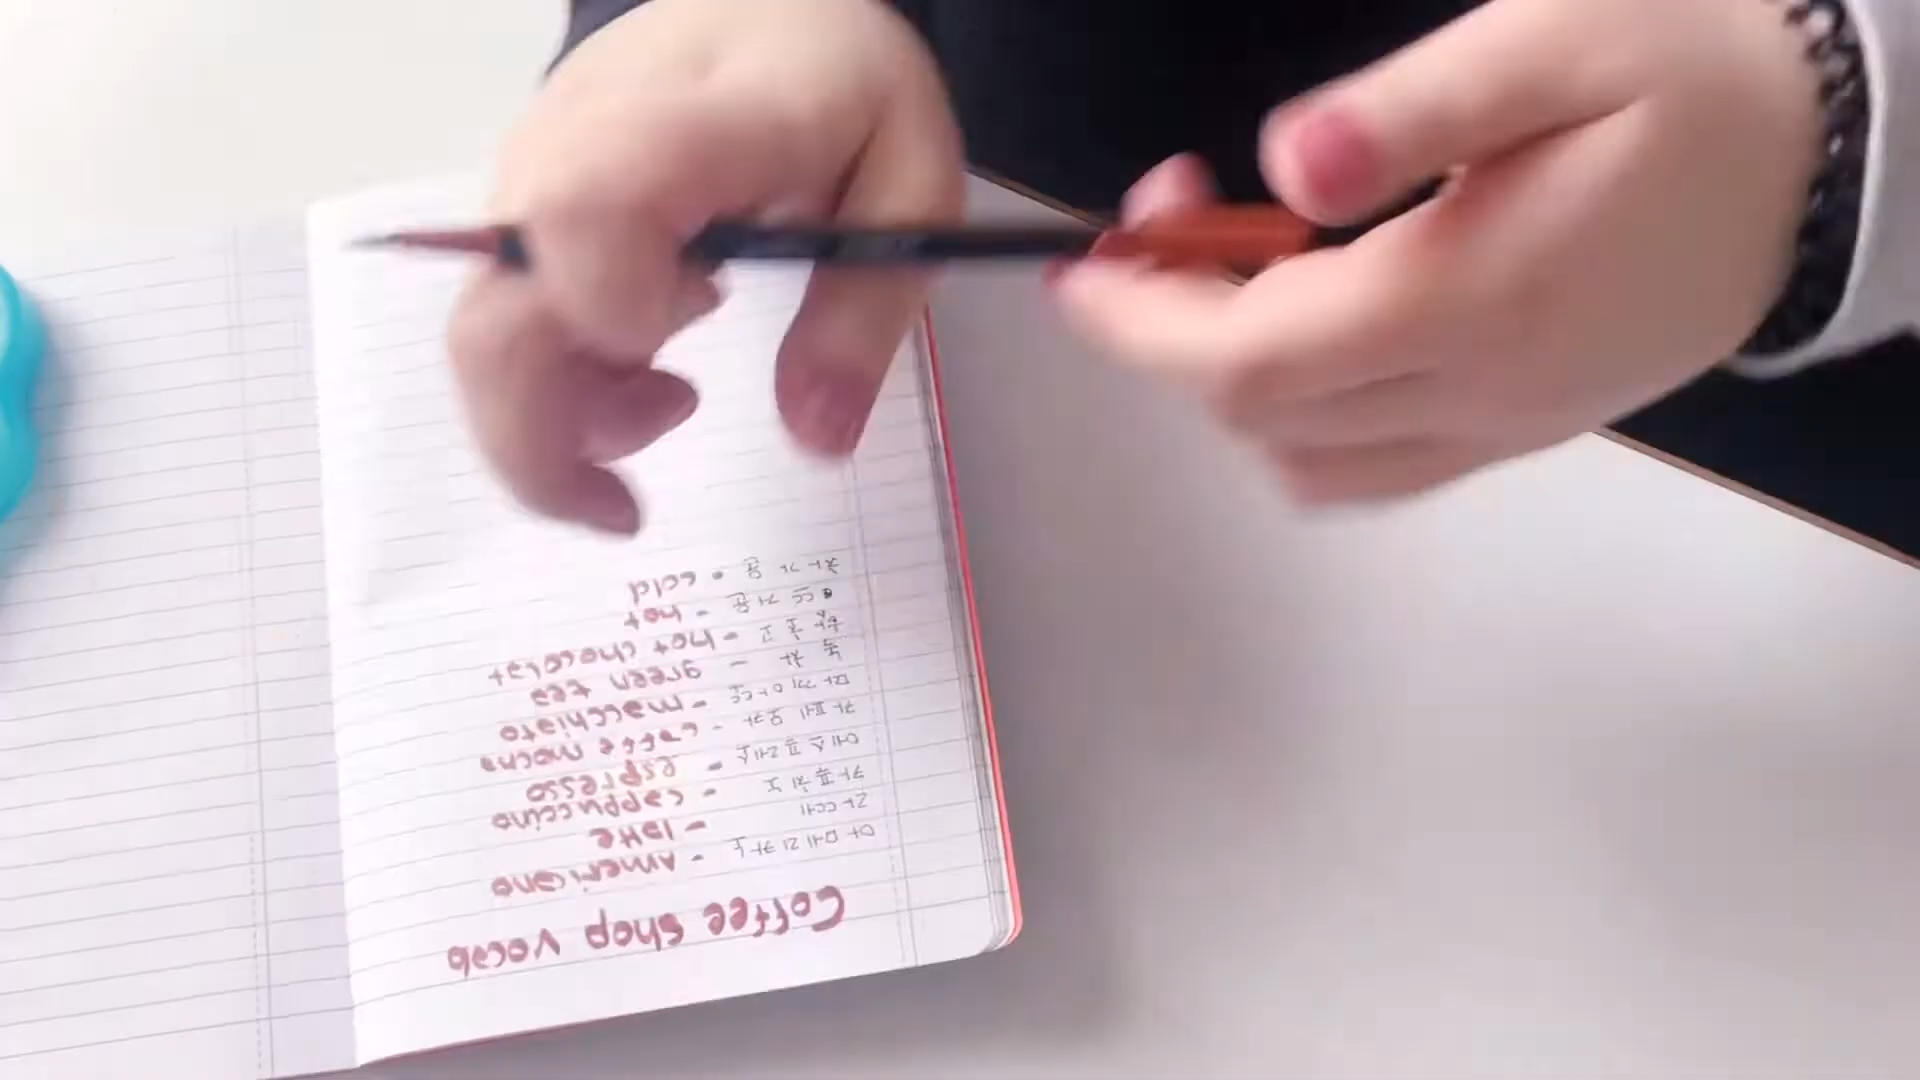 Coffee shop vocab
아메리카노 - Americano
라떼 - latte
카푸치노 - cappuccino
에스프레소 - espresso
카페모카 - caffe mocha
마끼아또 - macchiato
녹차 - green tea
핫초코 - hot chocolat
뜨거운 - hot
차가운 - cold